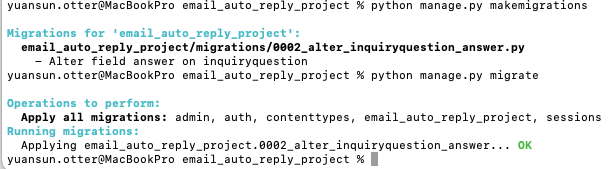 yuansun.otter@MacBookPro email_auto_reply_project % python manage.py makemigrations
Migrations for 'email_auto_reply_project':
email_auto_reply_project/migrations/0002_alter_inquiryquestion_answer.py
– Alter field answer on inquiryquestion
yuansun.otter@MacBookPro email_auto_reply_project % python manage.py migrate
Operations to perform:
Apply all migrations: admin, auth, contenttypes, email_auto_reply_project, sessions
Running migrations:
Applying email_auto_reply_project.0002_alter_inquiryquestion_answer... OK
yuansun.otter@MacBookPro email_auto_reply_project %